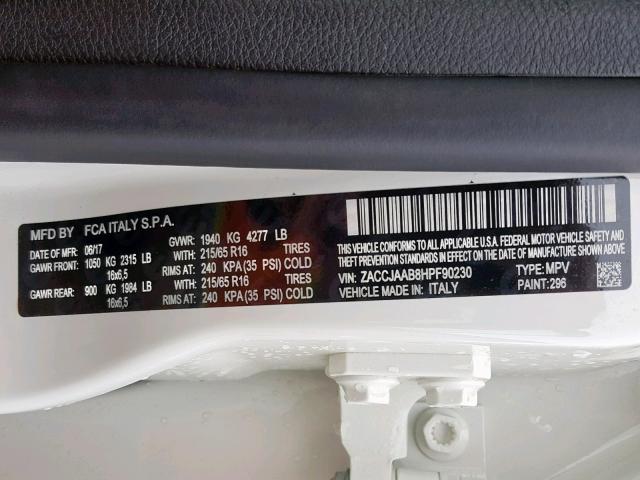 MFD BY FCA ITALY S.P.A.
DATE OF MFR 06/17 GVWR: 1940 KG 4277 LB
GAWR FRONT: 1050 KG 2315 LB 215/65 R16 TIRES
16x6,5 RIMS AT: 240 KPA (35 PSI) COLD
GAWR REAR: 900 KG 1984 LB 215/65 R16 TIRES
16x6,5 RIMS AT: 240 KPA (35 PSI) COLD
THIS VEHICLE CONFORMS TO ALL APPLICABLE U.S. FEDERAL MOTOR VEHICLE SAFETY
BUMPER, AND THEFT PREVENTION STANDARDS IN EFFECT
ON THE DATE OF MANUFACTURE SHOWN ABOVE
VIN: ZACCJAAB8HPF90230 TYPE: MPV
VEHICLE MADE IN: ITALY PAINT: 296